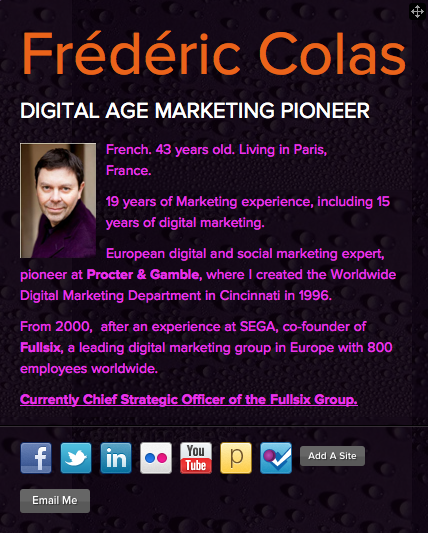 Frédéric Colas
DIGITAL AGE MARKETING PIONEER
French. 43 years old. Living in Paris,
France.
19 years of Marketing experience, including 15
years of digital marketing.
European digital and social marketing expert,
pioneer at Procter & Gamble, where I created the Worldwide
Digital Marketing Department in Cincinnati in 1996.
From 2000,  after an experience at SEGA, co-founder of
Fullsix, a leading digital marketing group in Europe with 800
employees worldwide.
Currently Chief Strategic Officer of the Fullsix Group.
f in You Tube p Add A Site
Email Me